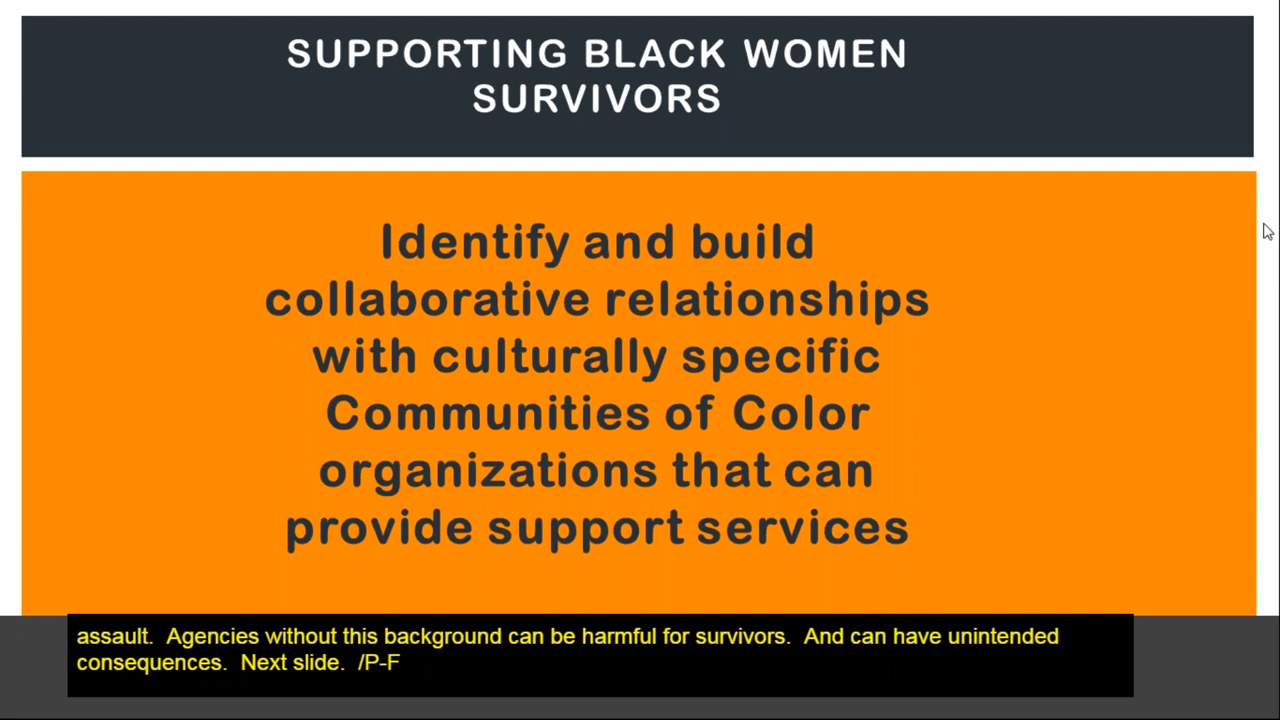 SUPPORTING BLACK WOMEN
SURVIVORS
Identify and build
collaborative relationships
with culturally specific
Communities of Color
organizations that can
provide support services
assault.  Agencies without this background can be harmful for survivors.  And can have unintended
consequences.  Next slide.  /P-F